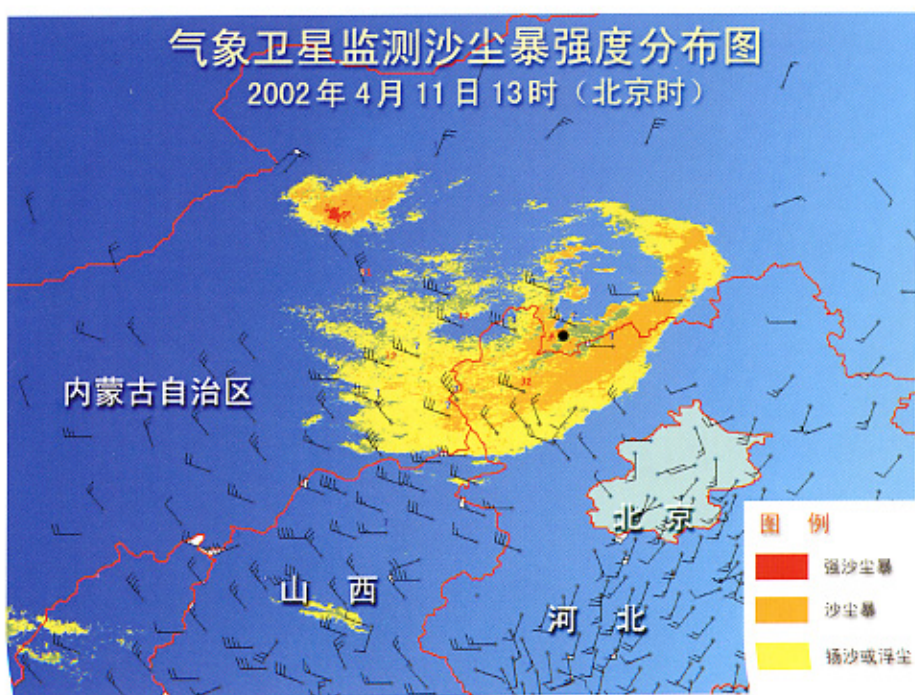 气象卫星监测沙尘暴强度分布图
2002年4月11日13时（北京时）
内蒙古自治区
北 京
山 西
河 北
图 例
强沙尘暴
沙尘暴
扬沙或浮尘